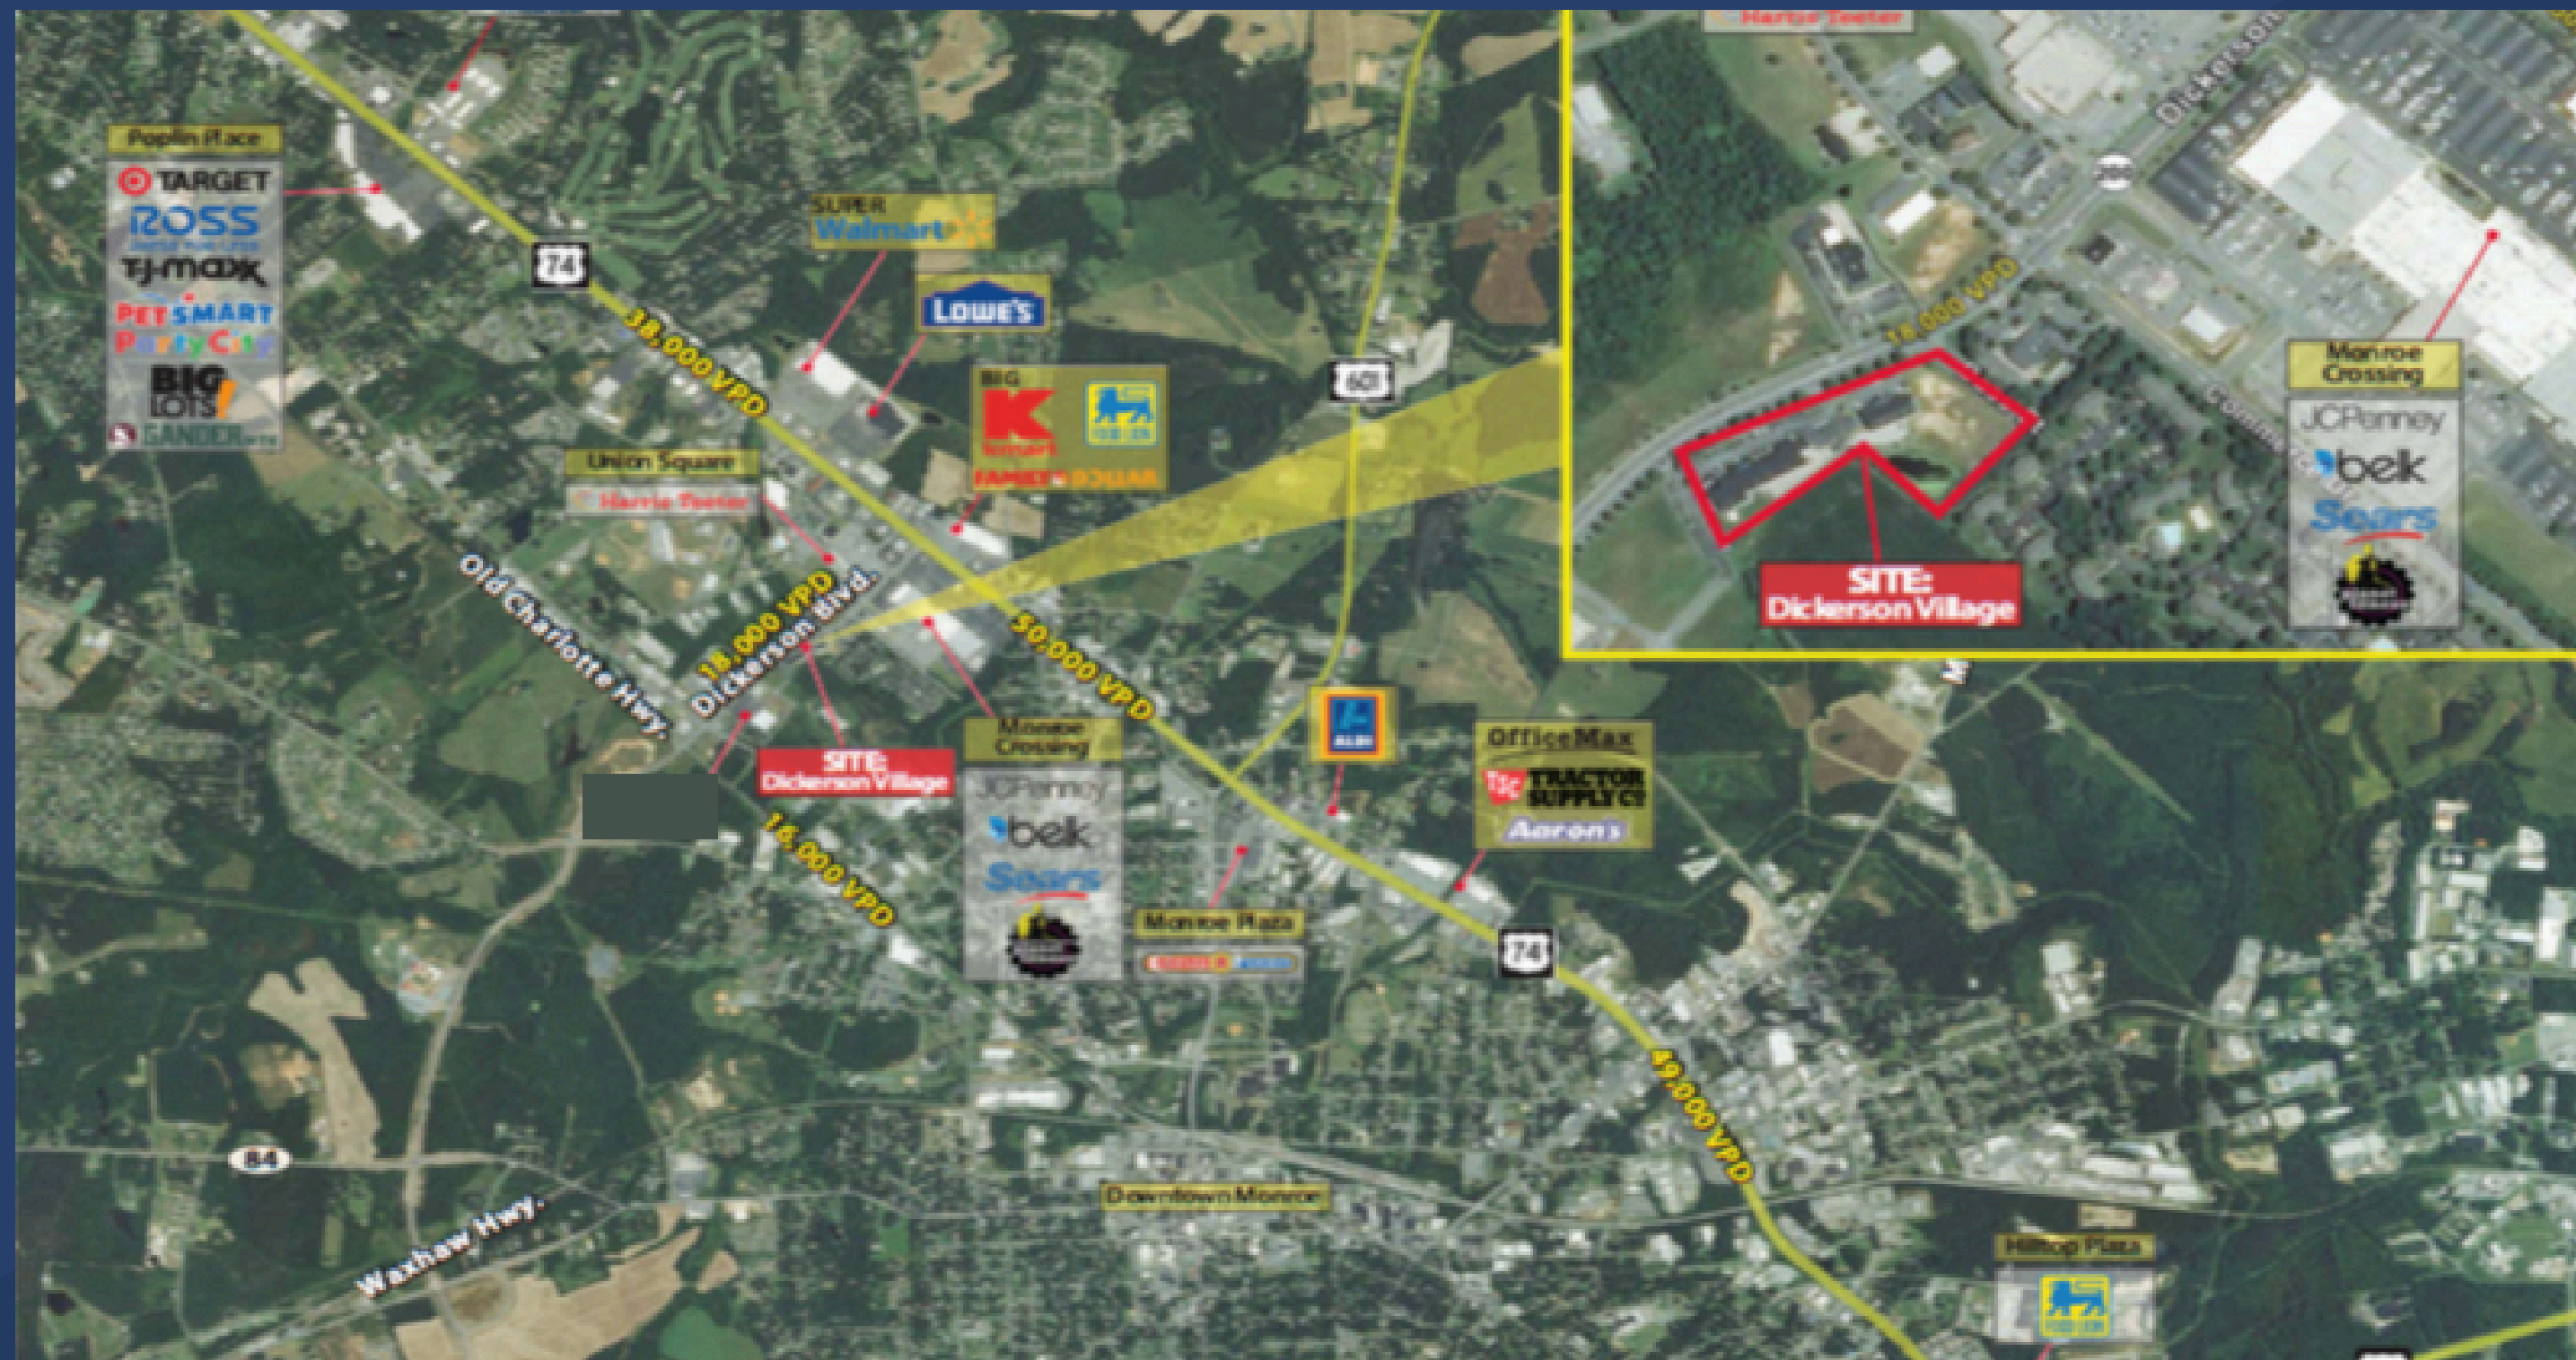 Poplin Place
TARGET
ROSS
T.J-maxx
PETSMART
Party City
BIG
LOTS!
GANDER MTN
74
38,000 VPD
SUPER
Walmart
LOWE'S
BIG
K
kmart
FAMILY DOLLAR
Union Square
Harris Teeter
Old Charlotte Hwy.
18,000 VPD
Dickerson Blvd.
50,000 VPD
601
SITE:
Dickerson Village
16,000 VPD
Monroe
Crossing
JCPenney
belk
Sears
ALDI
OfficeMax
TSC TRACTOR
SUPPLY CO
Aaron's
Monroe Plaza
74
49,000 VPD
84
Waxhaw Hwy.
Downtown Monroe
Hilltop Plaza
Harris Teeter
Dickerson
18,000 VPD
SITE:
Dickerson Village
Monroe
Crossing
JCPenney
belk
Sears